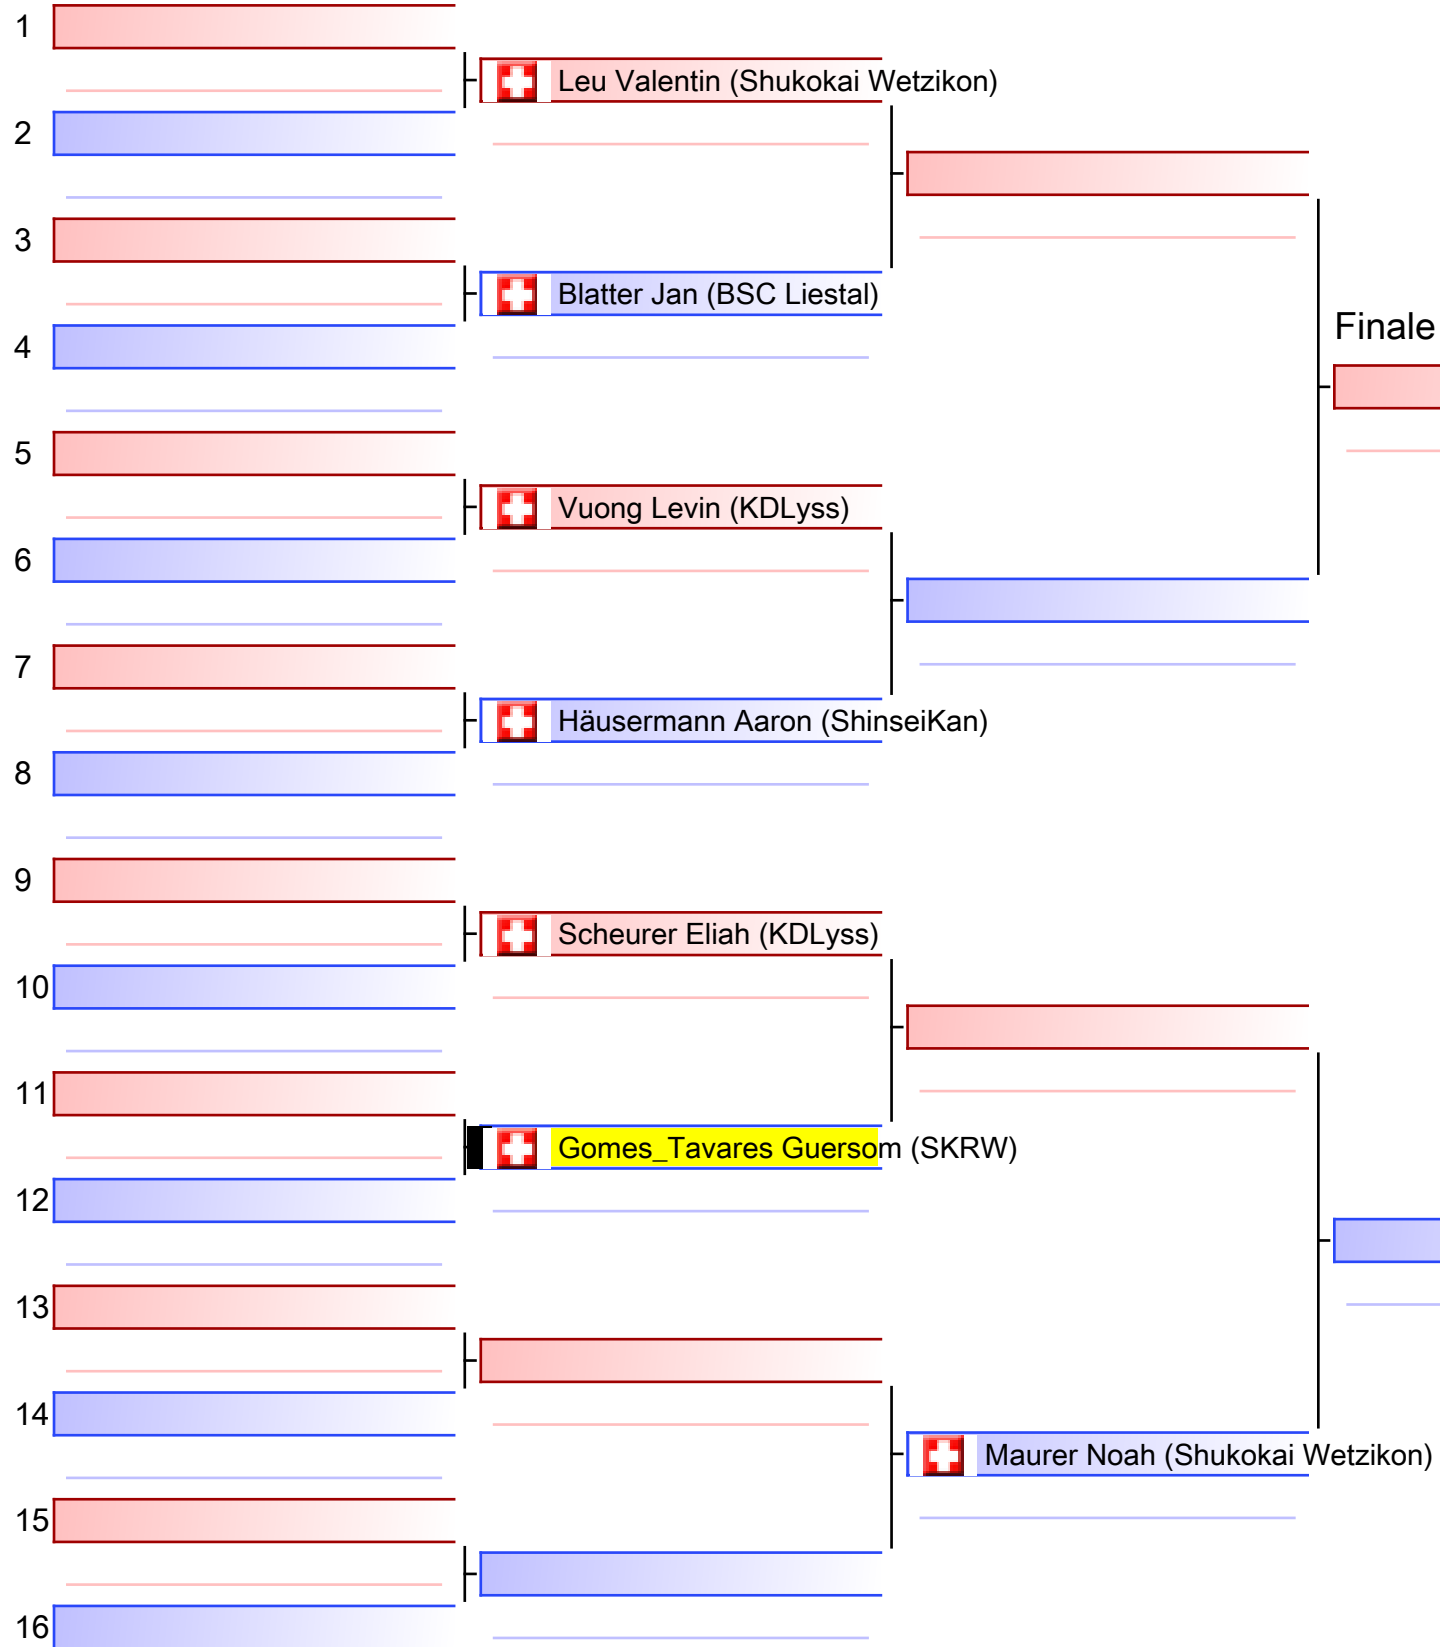 1
Leu Valentin (Shukokai Wetzikon)
2
3
Blatter Jan (BSC Liestal)
Finale
4
5
Vuong Levin (KDLyss)
6
7
Häusermann Aaron (ShinseiKan)
8
9
Scheurer Eliah (KDLyss)
10
11
Gomes_Tavares Guersom (SKRW)
12
13
14
Maurer Noah (Shukokai Wetzikon)
15
16